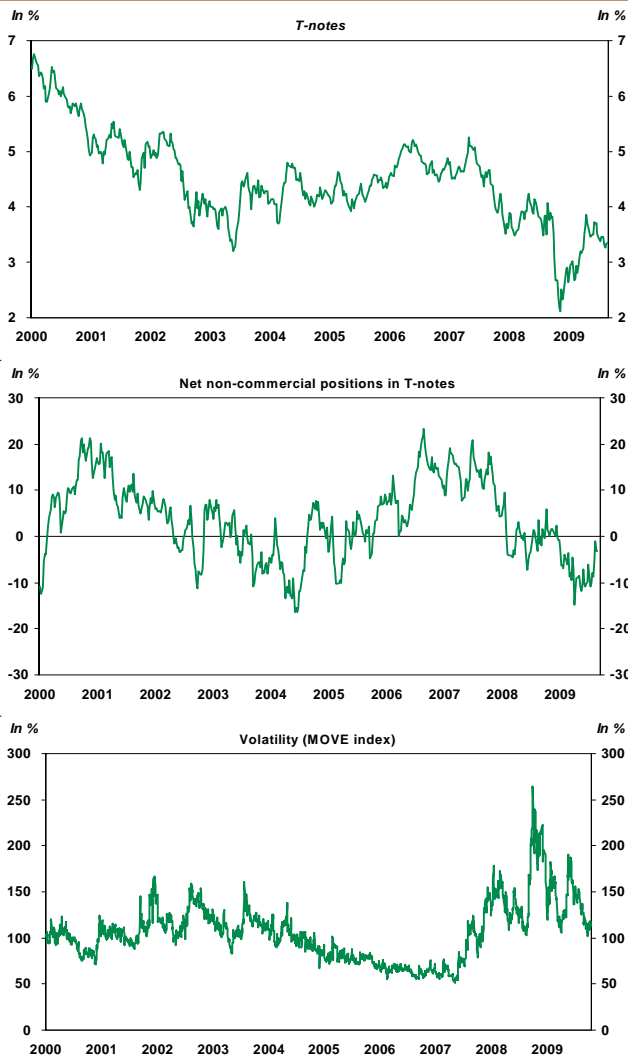 In % T-notes In %
7 7
6 6
5 5
4 4
3 3
2 2
2000 2001 2002 2003 2004 2005 2006 2007 2008 2009
In % In %
Net non-commercial positions in T-notes
30 30
20 20
10 10
0 0
-10 -10
-20 -20
-30 -30
2000 2001 2002 2003 2004 2005 2006 2007 2008 2009
In % In %
Volatility (MOVE index)
300 300
250 250
200 200
150 150
100 100
50 50
0 0
2000 2001 2002 2003 2004 2005 2006 2007 2008 2009